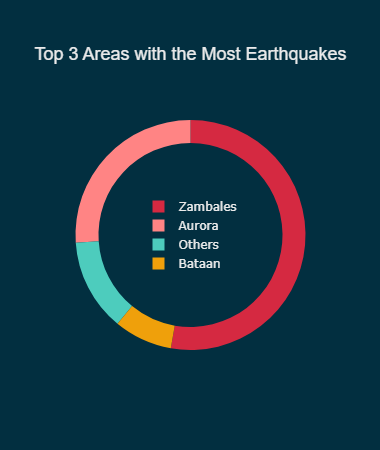 Top 3 Areas with the Most Earthquakes
Zambales
Aurora
Others
Bataan